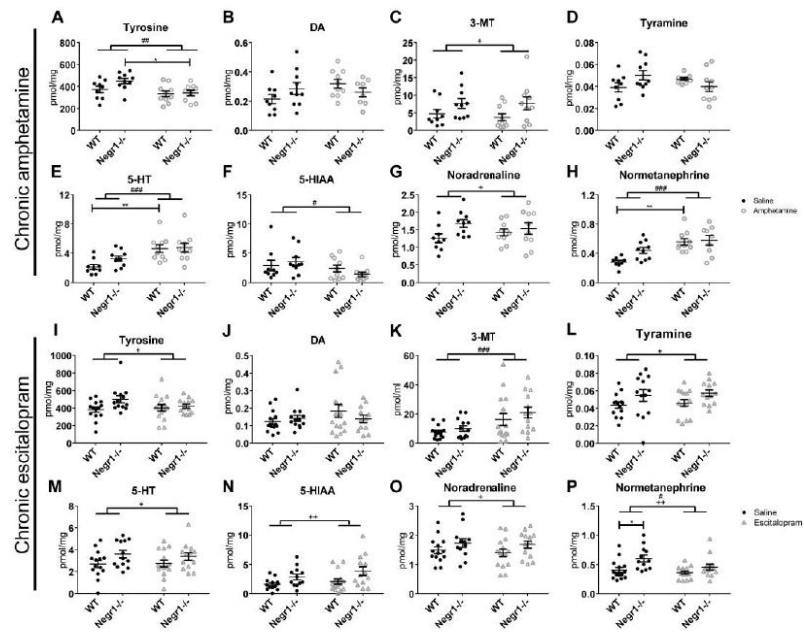 Chronic amphetamine
A
Tyrosine
##
*
pmol/mg
800
600
400
200
0
WT
Negr1-/-
WT
Negr1-/-
B
DA
pmol/mg
0.6
0.4
0.2
0.0
WT
Negr1-/-
WT
Negr1-/-
C
3-MT
+
pmol/mg
25
20
15
10
5
0
WT
Negr1-/-
WT
Negr1-/-
D
Tyramine
pmol/mg
0.08
0.06
0.04
0.02
0.00
WT
Negr1-/-
WT
Negr1-/-
E
5-HT
###
**
pmol/mg
12
8
4
0
WT
Negr1-/-
WT
Negr1-/-
F
5-HIAA
#
pmol/mg
12
9
6
3
0
WT
Negr1-/-
WT
Negr1-/-
G
Noradrenaline
+
pmol/mg
2.5
2.0
1.5
1.0
0.5
0.0
WT
Negr1-/-
WT
Negr1-/-
H
Normetanephrine
###
**
pmol/mg
1.2
0.8
0.4
0.0
WT
Negr1-/-
WT
Negr1-/-
Saline
Amphetamine
Chronic escitalopram
I
Tyrosine
+
pmol/mg
1000
800
600
400
200
0
WT
Negr1-/-
WT
Negr1-/-
J
DA
pmol/mg
0.5
0.4
0.3
0.2
0.1
0.0
WT
Negr1-/-
WT
Negr1-/-
K
3-MT
###
pmol/ml
60
40
20
0
WT
Negr1-/-
WT
Negr1-/-
L
Tyramine
+
pmol/mg
0.10
0.08
0.06
0.04
0.02
0.00
WT
Negr1-/-
WT
Negr1-/-
M
5-HT
+
pmol/mg
8
6
4
2
0
WT
Negr1-/-
WT
Negr1-/-
N
5-HIAA
++
pmol/mg
15
10
5
0
WT
Negr1-/-
WT
Negr1-/-
O
Noradrenaline
+
pmol/mg
3
2
1
0
WT
Negr1-/-
WT
Negr1-/-
P
Normetanephrine
#
++
*
pmol/mg
1.5
1.0
0.5
0.0
WT
Negr1-/-
WT
Negr1-/-
Saline
Escitalopram